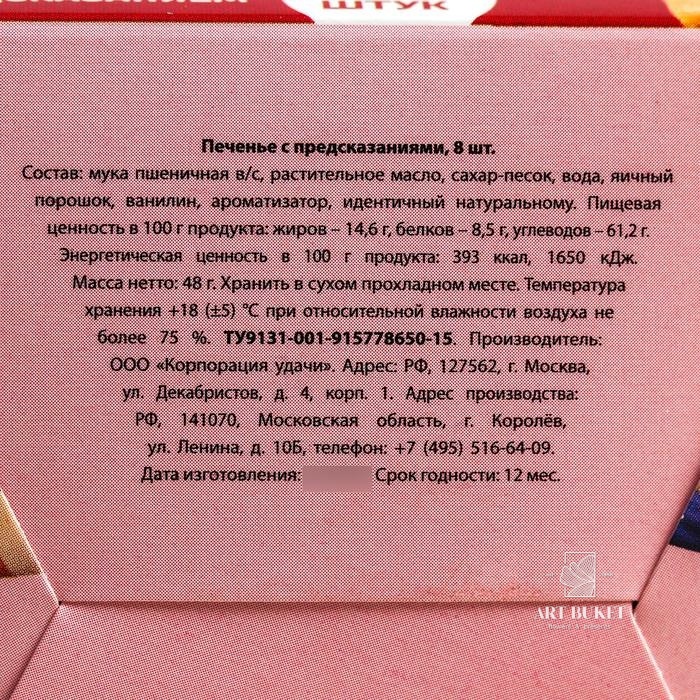 ШТУК
Печенье с предсказаниями, 8 шт.
Состав: мука пшеничная в/с, растительное масло, сахар-песок, вода, яичный
порошок, ванилин, ароматизатор, идентичный натуральному. Пищевая
ценность в 100 г продукта: жиров – 14,6 г, белков – 8,5 г, углеводов – 61,2 г.
Энергетическая ценность в 100 г продукта: 393 ккал, 1650 кДж.
Масса нетто: 48 г. Хранить в сухом прохладном месте. Температура
хранения +18 (±5) °С при относительной влажности воздуха не
более 75 %. ТУ9131-001-915778650-15. Производитель:
ООО «Корпорация удачи». Адрес: РФ, 127562, г. Москва,
ул. Декабристов, д. 4, корп. 1. Адрес производства:
РФ, 141070, Московская область, г. Королёв,
ул. Ленина, д. 10Б, телефон: +7 (495) 516-64-09.
Дата изготовления: Срок годности: 12 мес.
ART BUKET